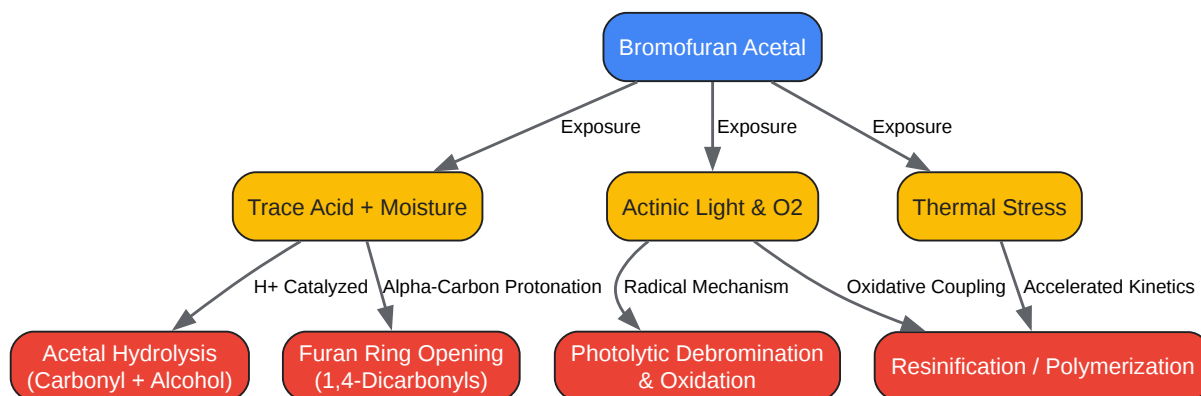 Bromofuran Acetal
Exposure
Exposure
Exposure
Trace Acid + Moisture
Actinic Light & O2
Thermal Stress
H+ Catalyzed
Alpha-Carbon Protonation
Radical Mechanism
Oxidative Coupling
Accelerated Kinetics
Acetal Hydrolysis
(Carbonyl + Alcohol)
Furan Ring Opening
(1,4-Dicarbonyls)
Photolytic Debromination
& Oxidation
Resinification / Polymerization